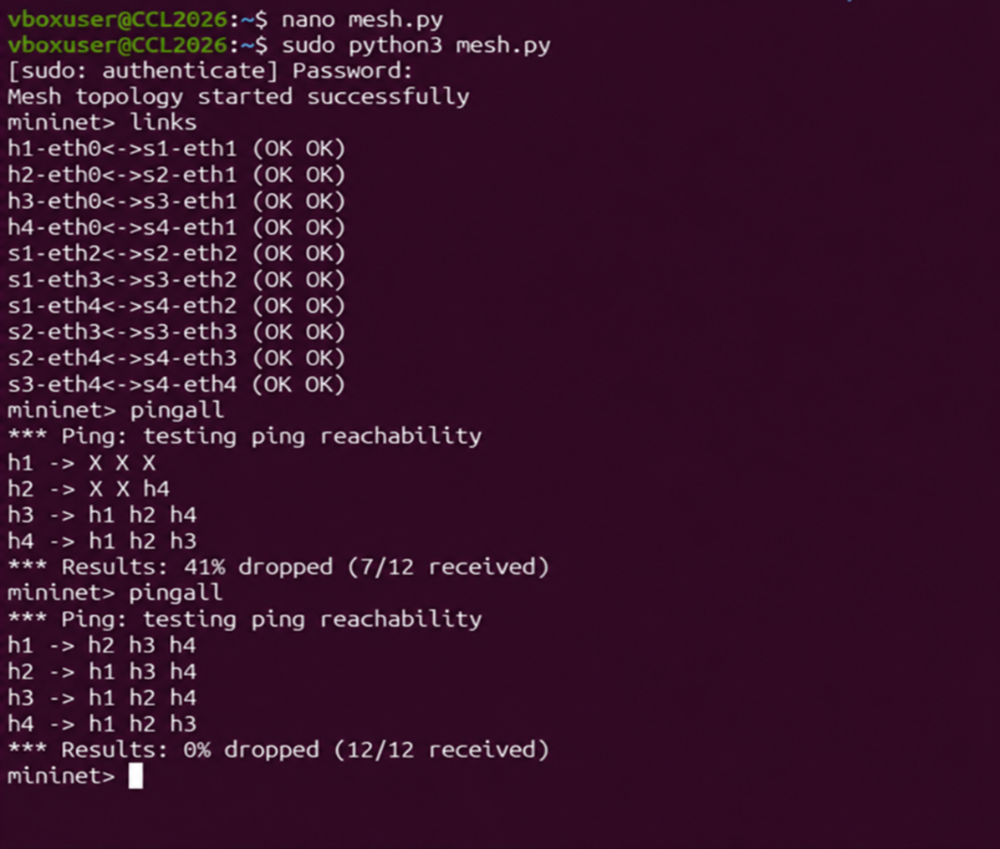 vboxuser@CCL2026:~$ nano mesh.py
vboxuser@CCL2026:~$ sudo python3 mesh.py
[sudo: authenticate] Password:
Mesh topology started successfully
mininet> links
h1-eth0<->s1-eth1 (OK OK)
h2-eth0<->s2-eth1 (OK OK)
h3-eth0<->s3-eth1 (OK OK)
h4-eth0<->s4-eth1 (OK OK)
s1-eth2<->s2-eth2 (OK OK)
s1-eth3<->s3-eth2 (OK OK)
s1-eth4<->s4-eth2 (OK OK)
s2-eth3<->s3-eth3 (OK OK)
s2-eth4<->s4-eth3 (OK OK)
s3-eth4<->s4-eth4 (OK OK)
mininet> pingall
*** Ping: testing ping reachability
h1 -> X X X
h2 -> X X h4
h3 -> h1 h2 h4
h4 -> h1 h2 h3
*** Results: 41% dropped (7/12 received)
mininet> pingall
*** Ping: testing ping reachability
h1 -> h2 h3 h4
h2 -> h1 h3 h4
h3 -> h1 h2 h4
h4 -> h1 h2 h3
*** Results: 0% dropped (12/12 received)
mininet>